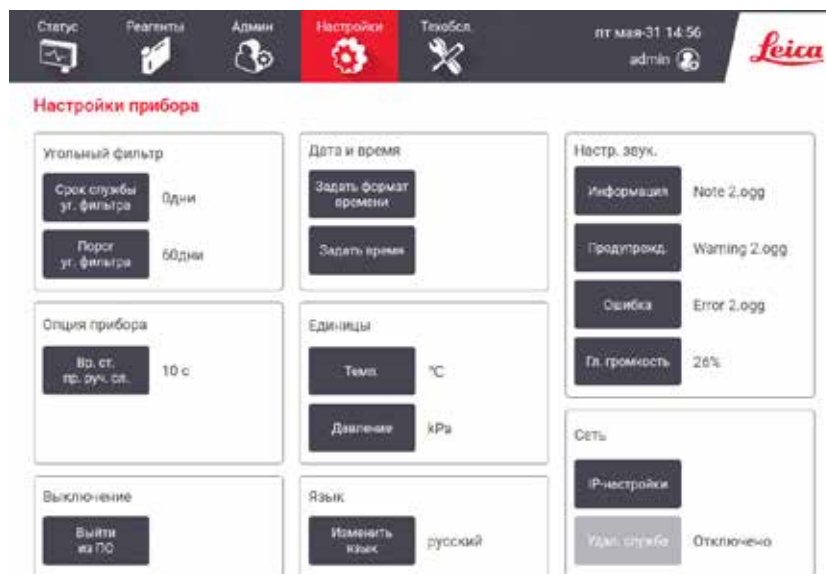 Статус Реагенты Админ Настройки Техобсл.
пт мая-31 14:56
admin
Leica
Настройки прибора
Угольный фильтр
Срок службы
уг. фильтра
0дни
Порог
уг. фильтра
60дни
Дата и время
Задать формат
времени
Задать время
Настр. звук.
Информация
Note 2.ogg
Предупрежд.
Warning 2.ogg
Ошибка
Error 2.ogg
Гл. громкость
26%
Опция прибора
Вр. ст.
пр. руч. сл.
10 с
Единицы
Темп.
°C
Давление
kPa
Сеть
IP-настройки
Удал. служба
Отключено
Выключение
Выйти
из ПО
Язык
Изменить
язык
русский